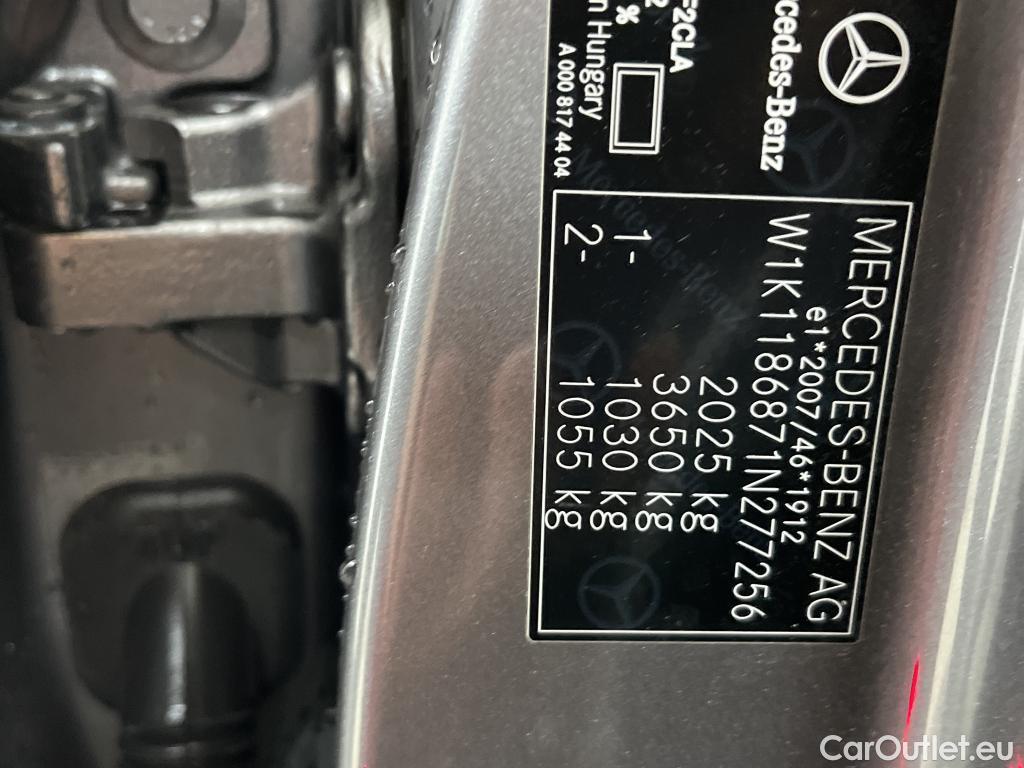 MERCEDES-BENZ AG
e1*2007/46*1912
W1K1186871N277256
2025 kg
3650 kg
1- 1030 kg
2- 1055 kg
2CLA
%
Hungary
A 000 817 44 04
Mercedes-Benz
CarOutlet.eu